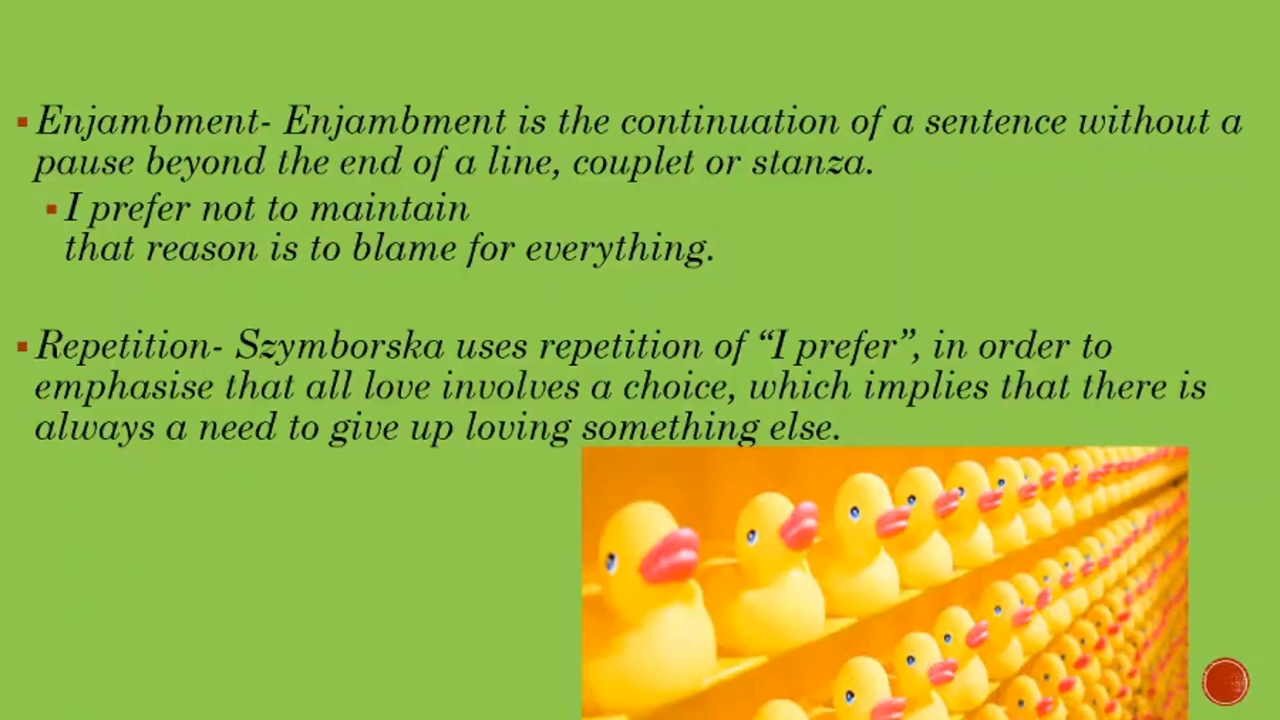 Enjambment- Enjambment is the continuation of a sentence without a
pause beyond the end of a line, couplet or stanza.
I prefer not to maintain
that reason is to blame for everything.
Repetition- Szymborska uses repetition of “I prefer”, in order to
emphasise that all love involves a choice, which implies that there is
always a need to give up loving something else.